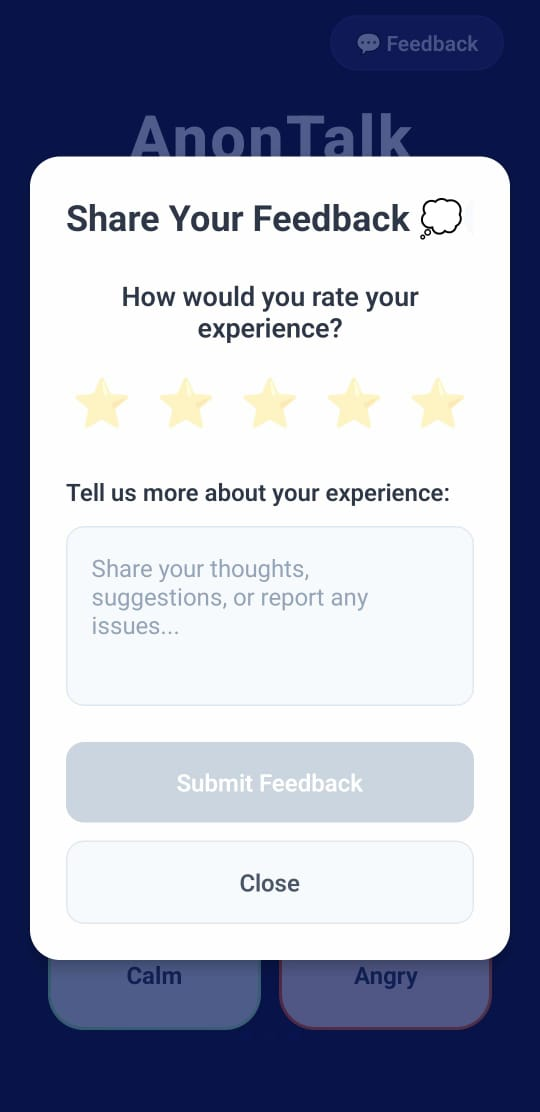 💬 Feedback
AnonTalk
Share Your Feedback 💭
How would you rate your
experience?
⭐ ⭐ ⭐ ⭐ ⭐
Tell us more about your experience:
Share your thoughts,
suggestions, or report any
issues...
Submit Feedback
Close
Calm
Angry